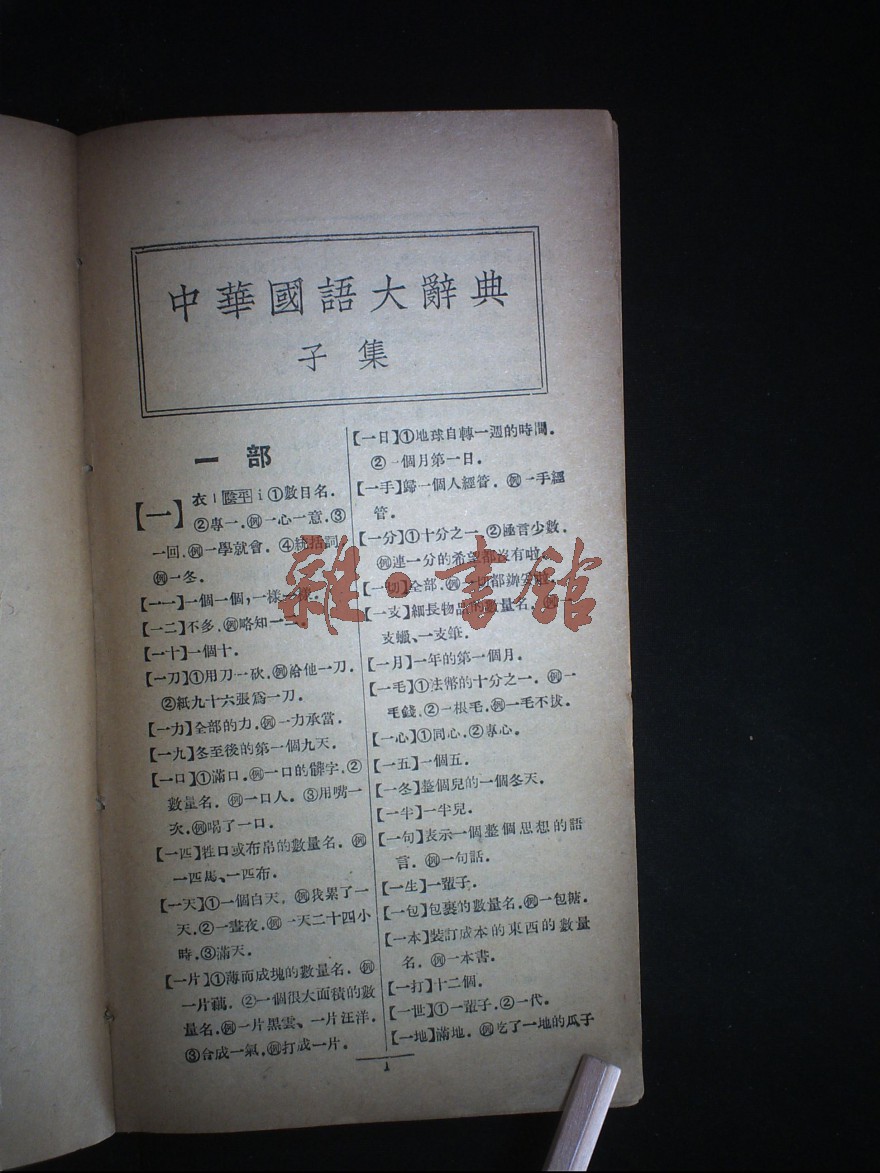 中華國語大辭典
子集
一部
【一】衣 ㄧ 陰平 i ①數目名.
②專一.例一心一意.③
一回.例一學就會. ④統括詞.
例一冬.
【一一】一個一個,一樣一樣.
【一二】不多.例略知一二.
【一十】一個十.
【一刀】①用刀一砍.例給他一刀.
②紙九十六張爲一刀.
【一力】全部的力.例一力承當.
【一九】冬至後的第一個九天.
【一口】①滿口.例一口的髒字.②
數量名. 例一口人. ③用嘴一
次.例喝了一口.
【一匹】牲口或布帛的數量名. 例
一匹馬、一匹布.
【一天】①一個白天. 例我累了一
天.②一晝夜.例一天二十四小
時.③滿天.
【一片】①薄而成塊的數量名. 例
一片藕. ②一個很大面積的數
量名.例一片黑雲、一片汪洋.
③合成一氣.例打成一片.
【一日】①地球自轉一週的時間.
②一個月第一日.
【一手】歸一個人經管. 例一手經
管.
【一分】①十分之一.②極言少數.
例連一分的希望都沒有啦.
【一切】全部.例一切都辦妥啦.
【一支】細長物品的數量名. 例一
支蠟、一支筆.
【一月】一年的第一個月.
【一毛】①法幣的十分之一. 例一
毛錢.②一根毛.例一毛不拔.
【一心】①同心.②專心.
【一五】一個五.
【一冬】整個兒的一個冬天.
【一半】一半兒.
【一句】表示一個整個思想的語
言. 例一句話.
【一生】一輩子.
【一包】包裹的數量名.例一包糖.
【一本】裝訂成本的東西的數量
名. 例一本書.
【一打】十二個.
【一世】①一輩子.②一代.
【一地】滿地. 例吃了一地的瓜子
1
雜·書館